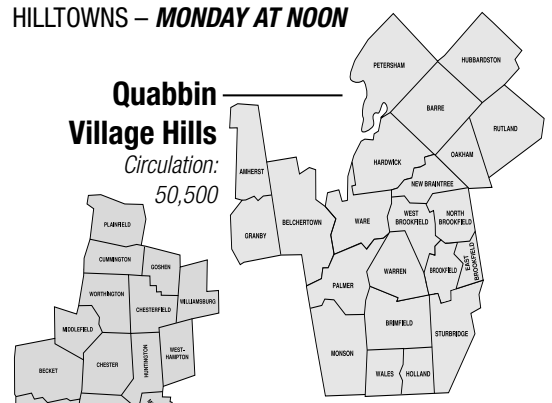 HILLTOWNS – MONDAY AT NOON
Quabbin
Village Hills
Circulation:
50,500
PETERSHAM
HUBBARDSTON
BARRE
RUTLAND
OAKHAM
HARDWICK
NEW BRAINTREE
AMHERST
BELCHERTOWN
GRANBY
WARE
WEST
BROOKFIELD
NORTH
BROOKFIELD
EAST
BROOKFIELD
BROOKFIELD
WARREN
PALMER
BRIMFIELD
STURBRIDGE
MONSON
WALES
HOLLAND
PLAINFIELD
CUMMINGTON
GOSHEN
WORTHINGTON
CHESTERFIELD
WILLIAMSBURG
MIDDLEFIELD
WEST-
HAMPTON
HUNTINGTON
CHESTER
BECKET